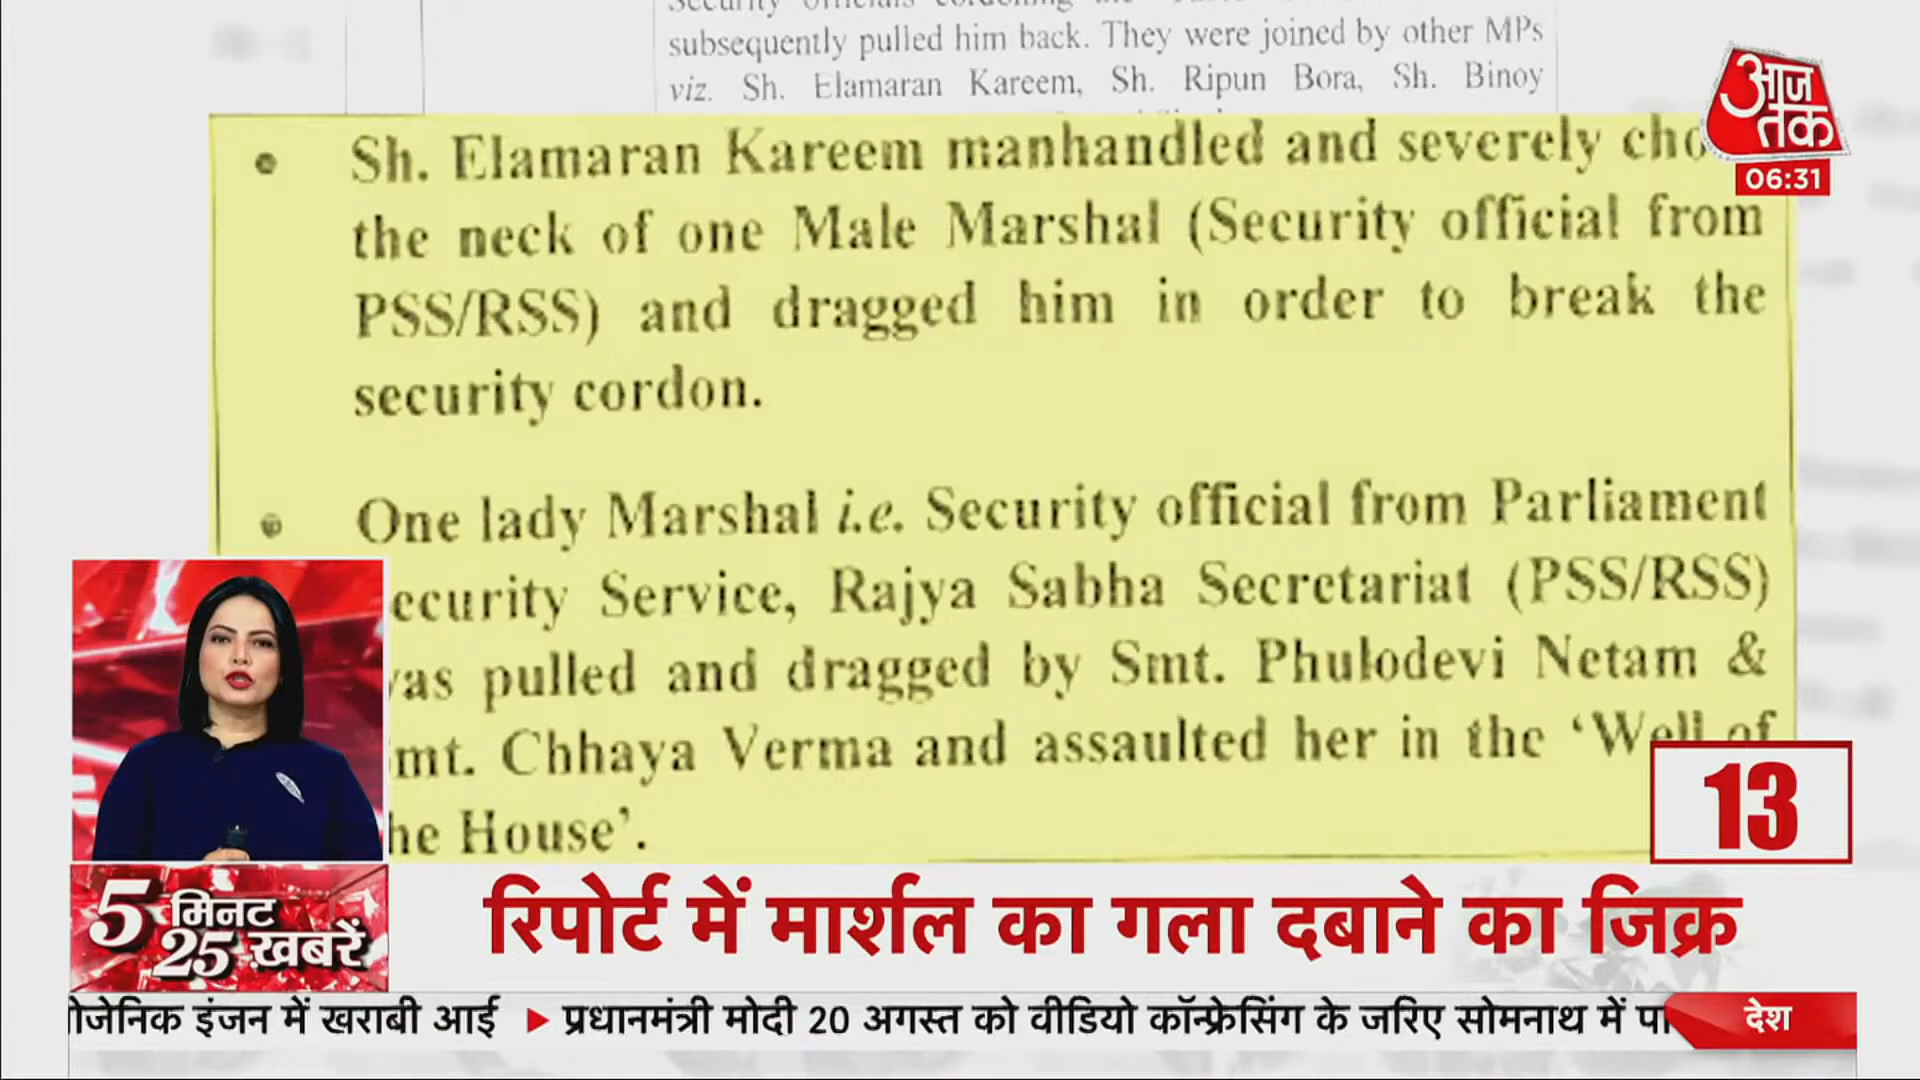 subsequently pulled him back. They were joined by other MPs
viz. Sh. Elamaran Kareem, Sh. Ripun Bora, Sh. Binoy
आज
तक
06:31
• Sh. Elamaran Kareem manhandled and severely cho
the neck of one Male Marshal (Security official from
PSS/RSS) and dragged him in order to break the
security cordon.
• One lady Marshal i.e. Security official from Parliament
ecurity Service, Rajya Sabha Secretariat (PSS/RSS)
was pulled and dragged by Smt. Phulodevi Netam &
mt. Chhaya Verma and assaulted her in the ‘Well of
he House’.
13
5 मिनट
25 ख़बरें
रिपोर्ट में मार्शल का गला दबाने का जिक्र
ोजेनिक इंजन में खराबी आई ▶ प्रधानमंत्री मोदी 20 अगस्त को वीडियो कॉन्फ्रेसिंग के जरिए सोमनाथ में पा
देश